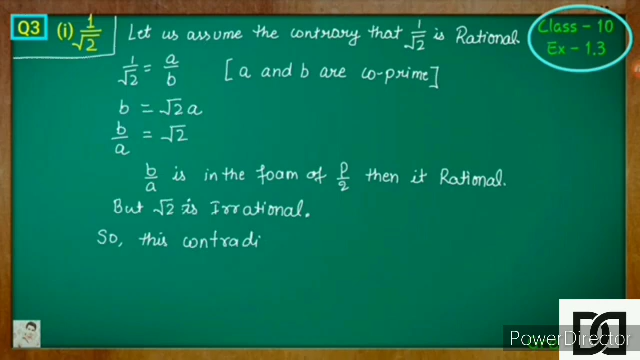 Q3 (i) 1/√2 Let us assume the contrary that 1/√2 is Rational.
Class - 10
Ex - 1.3
1/√2 = a/b [a and b are co-prime]
b = √2 a
b/a = √2
b/a is in the foam of p/2 then it Rational.
But √2 is Irrational.
So, this contradi
PowerDirector